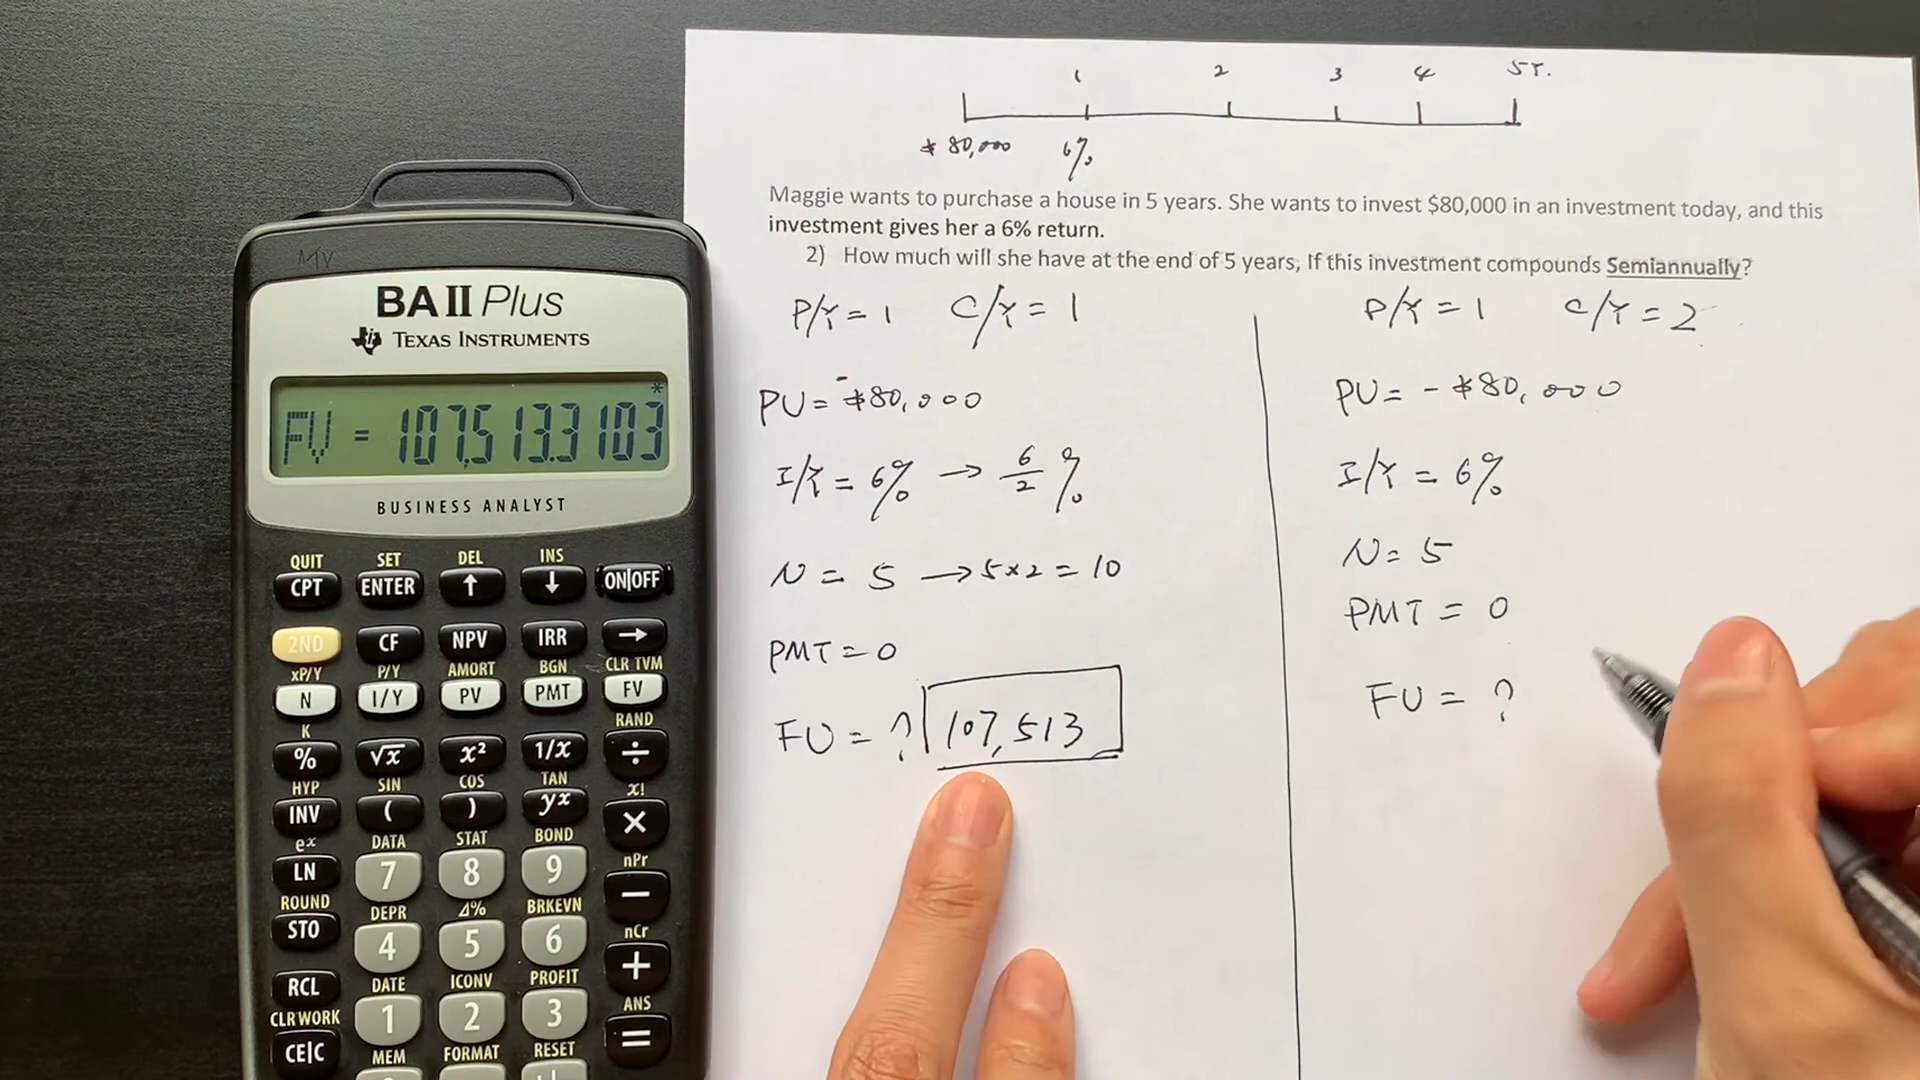 1 2 3 4 5Y.
$80,000 6%
Maggie wants to purchase a house in 5 years. She wants to invest $80,000 in an investment today, and this
investment gives her a 6% return.
2) How much will she have at the end of 5 years, If this investment compounds Semiannually?
P/Y = 1 C/Y = 1
PV = -$80,000
I/Y = 6% → 6/2 %
N = 5 → 5×2 = 10
PMT = 0
FV = ? 107,513
P/Y = 1 C/Y = 2
PV = - $80,000
I/Y = 6%
N = 5
PMT = 0
FV = ?
MV
BA II Plus
TEXAS INSTRUMENTS
*
FV = 107,513.3103
BUSINESS ANALYST
QUIT SET DEL INS
CPT ENTER ↑ ↓ ON|OFF
2ND CF NPV IRR →
xP/Y P/Y AMORT BGN CLR TVM
N I/Y PV PMT FV
K RAND
% √x x² 1/x ÷
HYP SIN COS TAN x!
INV ( ) yx ×
ex DATA STAT BOND nPr
LN 7 8 9 −
ROUND DEPR Δ% BRKEVN nCr
STO 4 5 6 +
DATE ICONV PROFIT ANS
RCL 1 2 3 =
CLR WORK MEM FORMAT RESET
CE|C